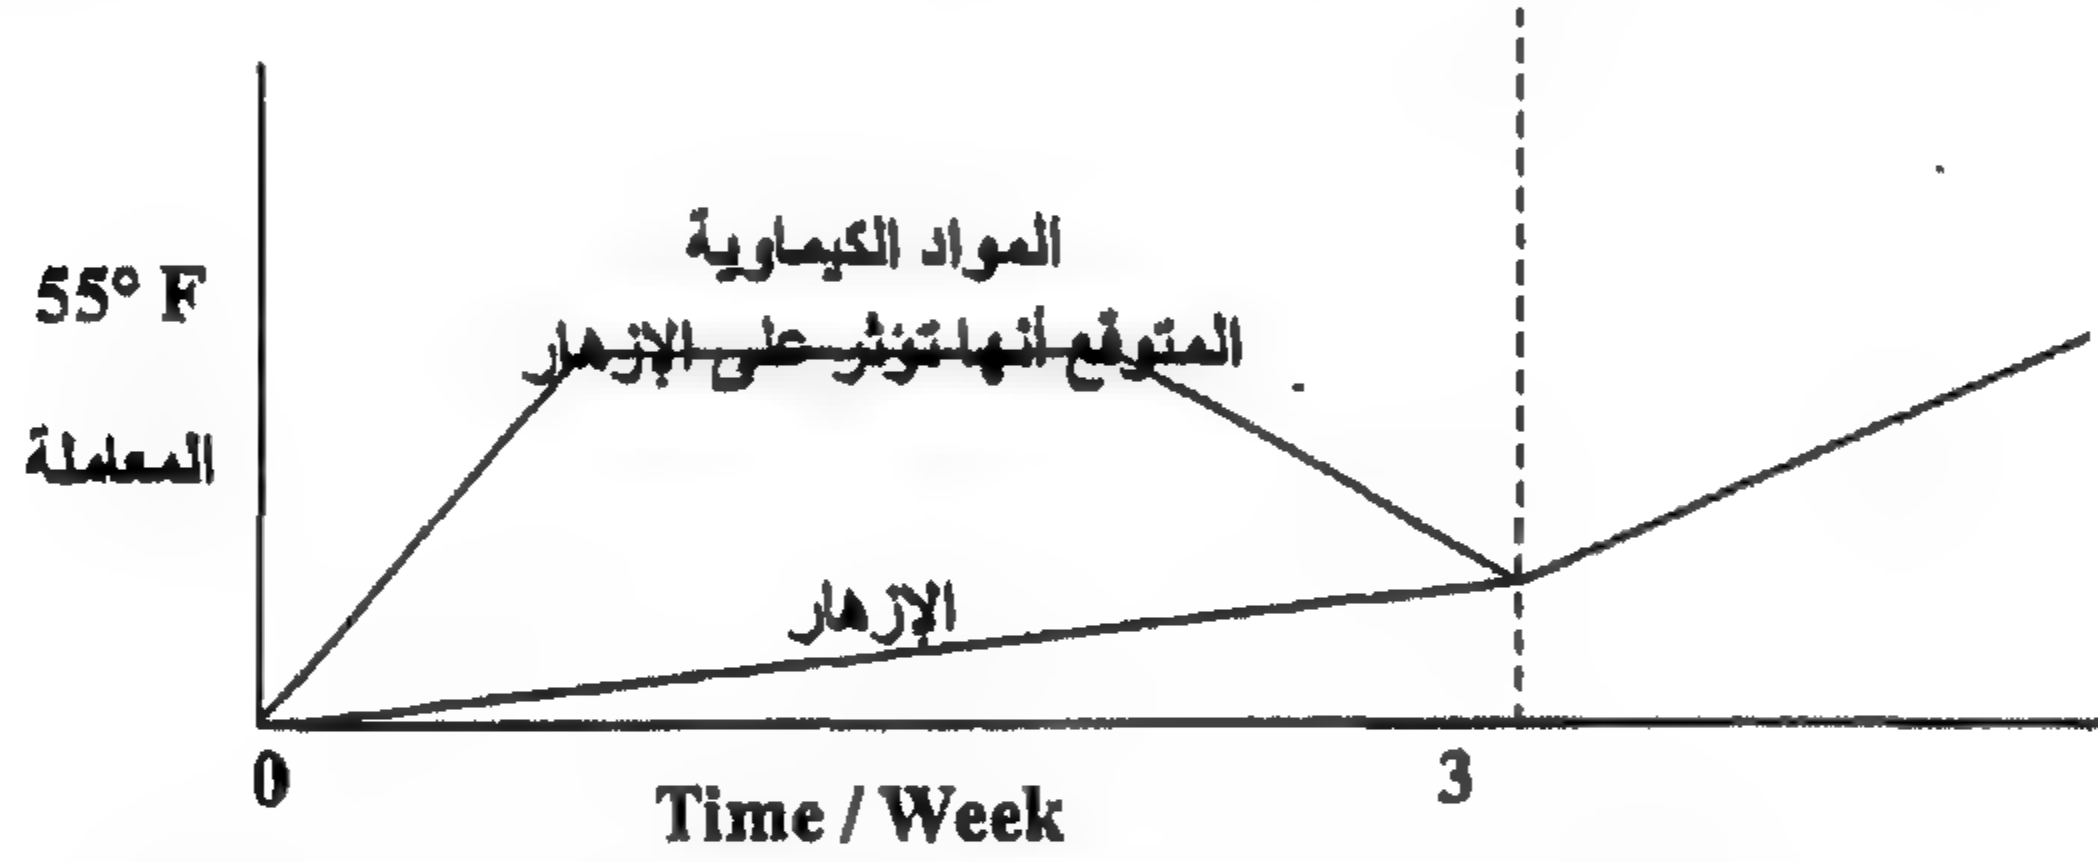 المواد الكيماوية
المتوقع أنها تؤثر على الإزهار
55° F
المعاملة
الإزهار
0
3
Time / Week